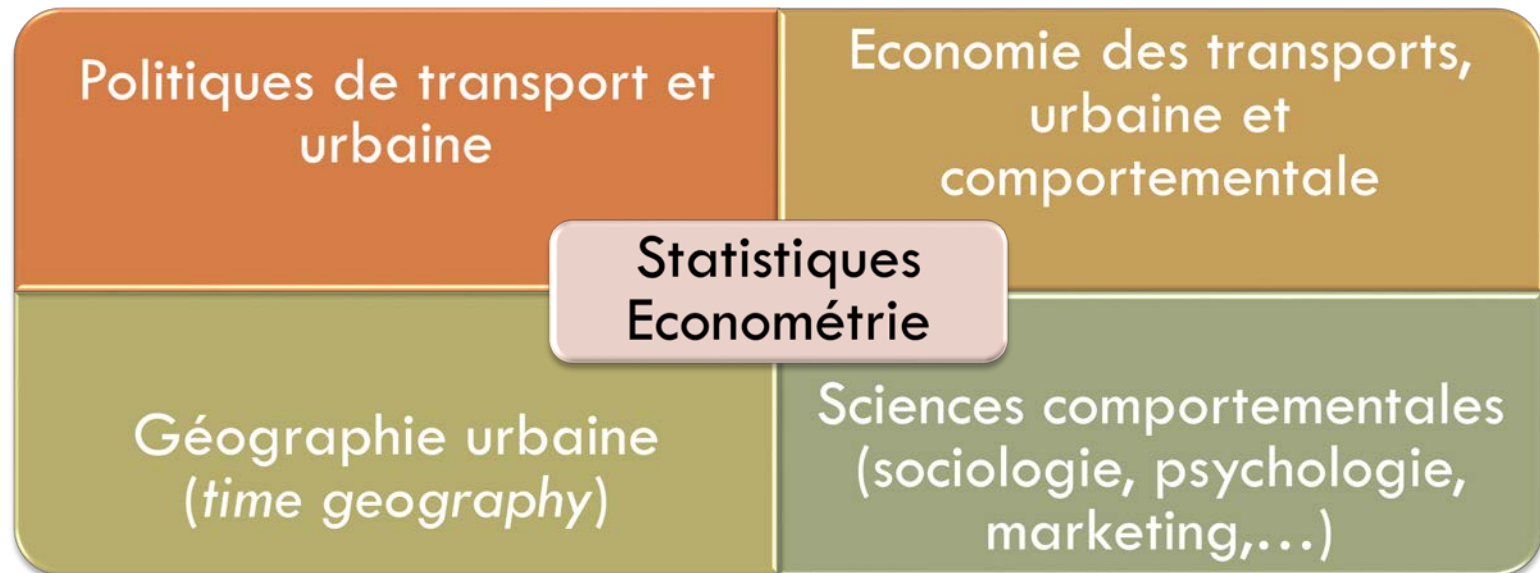 Politiques de transport et
urbaine
Economie des transports,
urbaine et
comportementale
Statistiques
Econométrie
Géographie urbaine
(time geography)
Sciences comportementales
(sociologie, psychologie,
marketing,…)